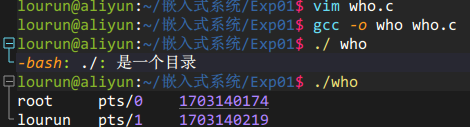 lourun@aliyun:~/嵌入式系统/Exp01$ vim who.c
lourun@aliyun:~/嵌入式系统/Exp01$ gcc -o who who.c
lourun@aliyun:~/嵌入式系统/Exp01$ ./ who
-bash: ./: 是一个目录
lourun@aliyun:~/嵌入式系统/Exp01$ ./who
root pts/0 1703140174
lourun pts/1 1703140219